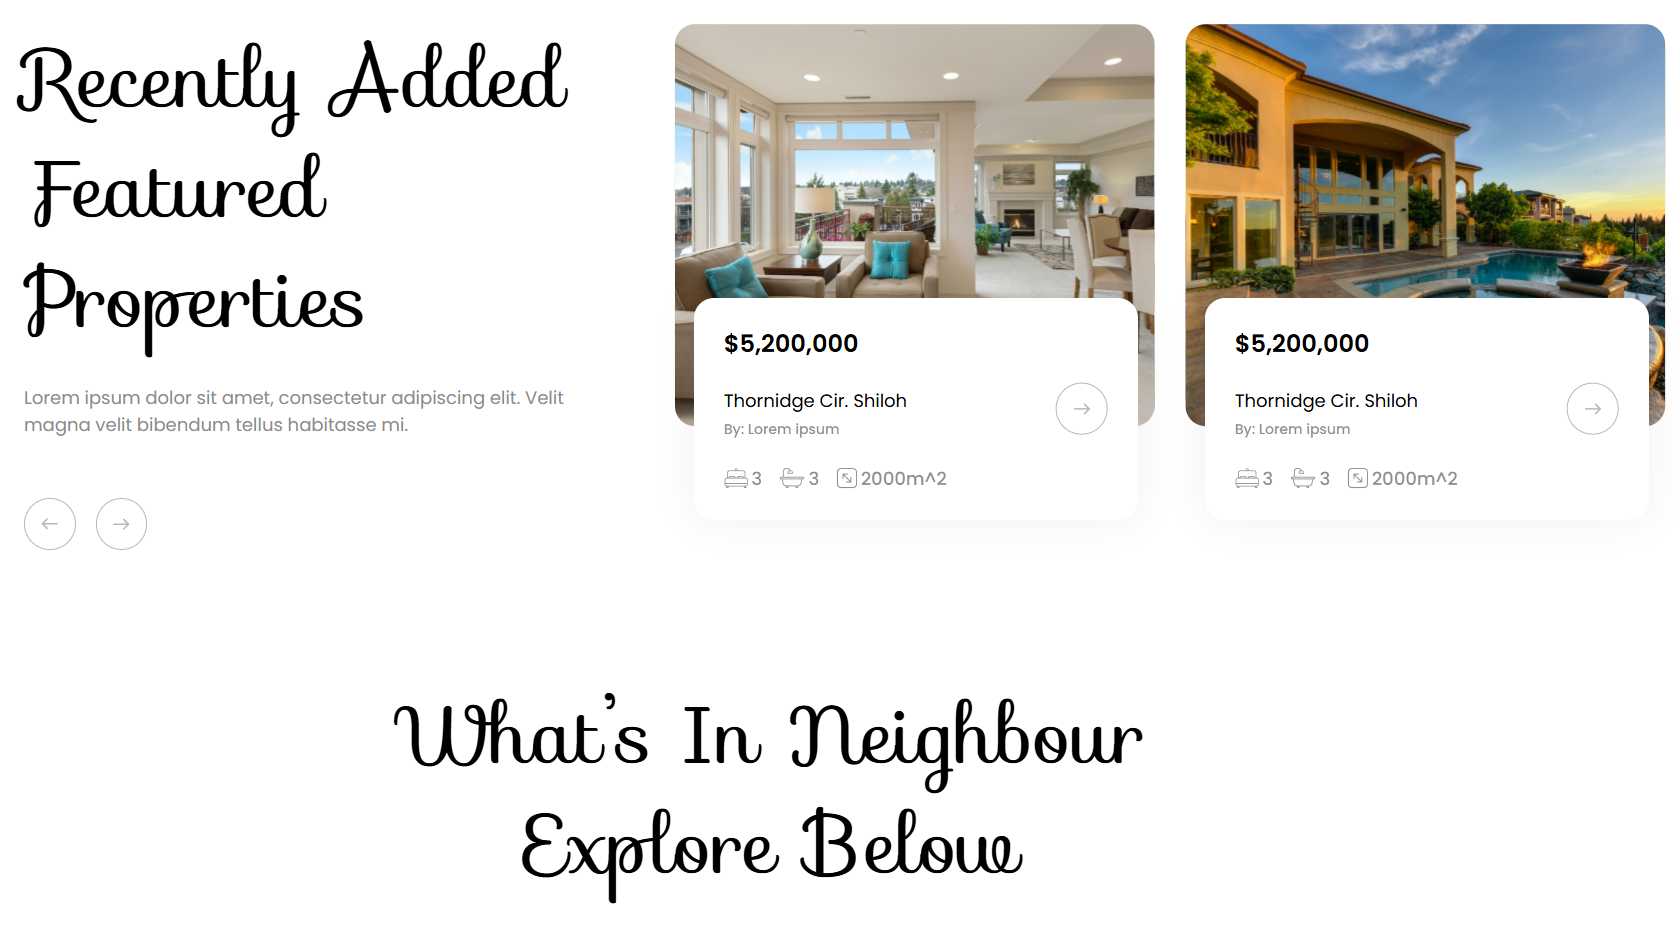 Recently Added
Featured
Properties
Lorem ipsum dolor sit amet, consectetur adipiscing elit. Velit
magna velit bibendum tellus habitasse mi.
$5,200,000
Thornidge Cir. Shiloh
By: Lorem ipsum
3 3 2000m^2
$5,200,000
Thornidge Cir. Shiloh
By: Lorem ipsum
3 3 2000m^2
What's In Neighbour
Explore Below